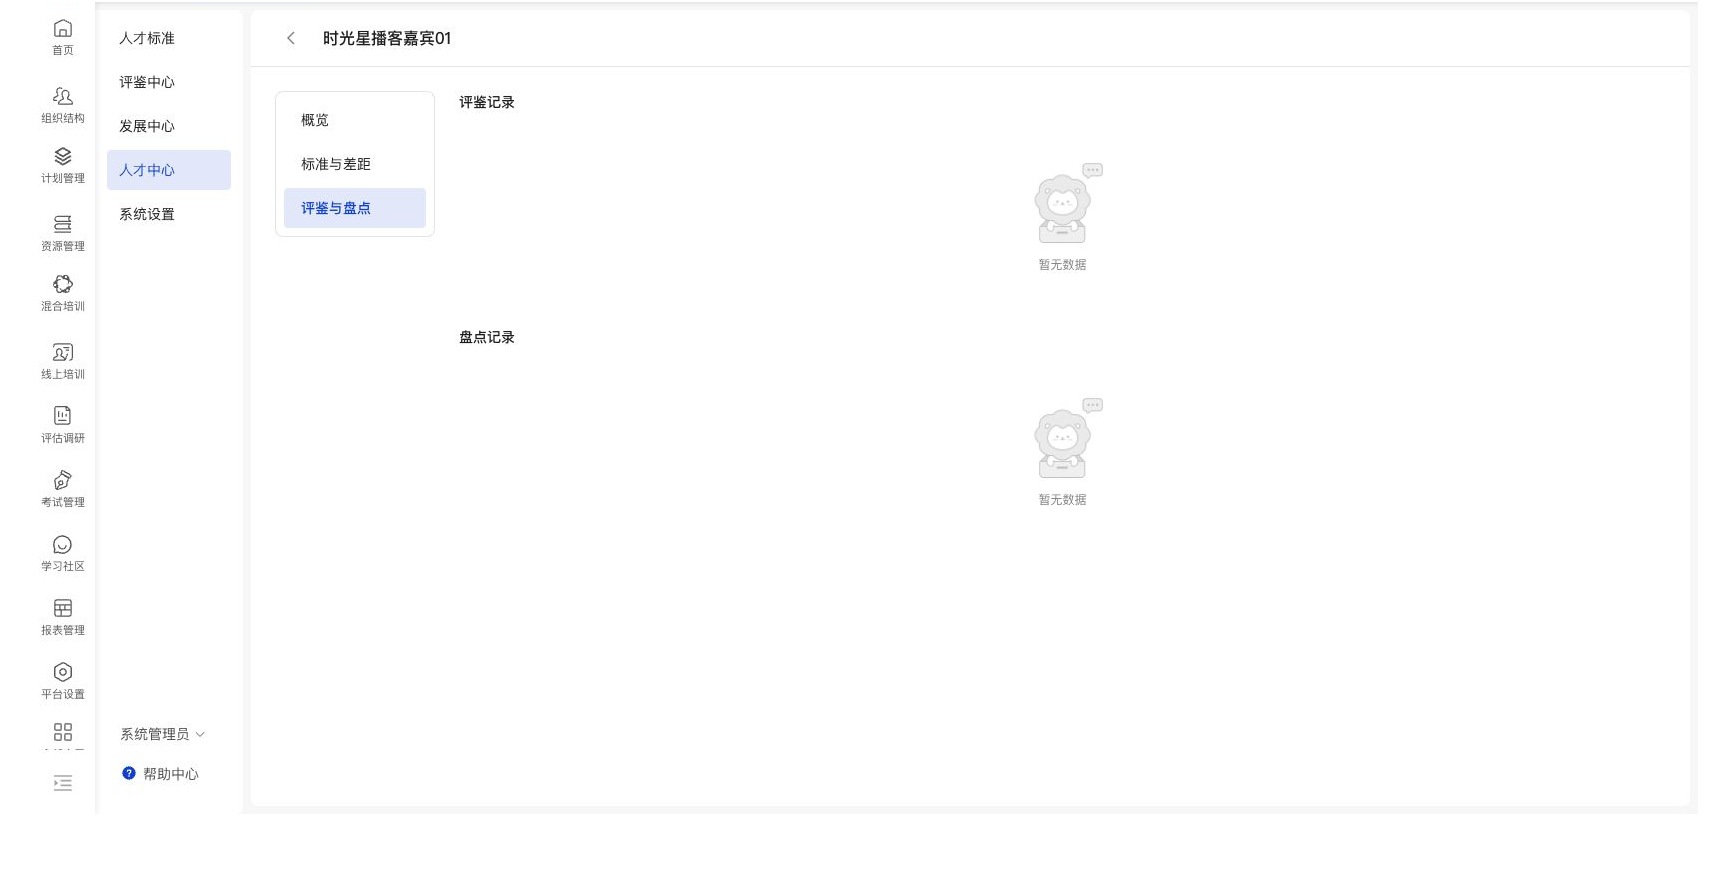 首页
组织结构
计划管理
资源管理
混合培训
线上培训
评估调研
考试管理
学习社区
报表管理
平台设置
人才标准
评鉴中心
发展中心
人才中心
系统设置
系统管理员
帮助中心
时光星播客嘉宾01
概览
标准与差距
评鉴与盘点
评鉴记录
暂无数据
盘点记录
暂无数据